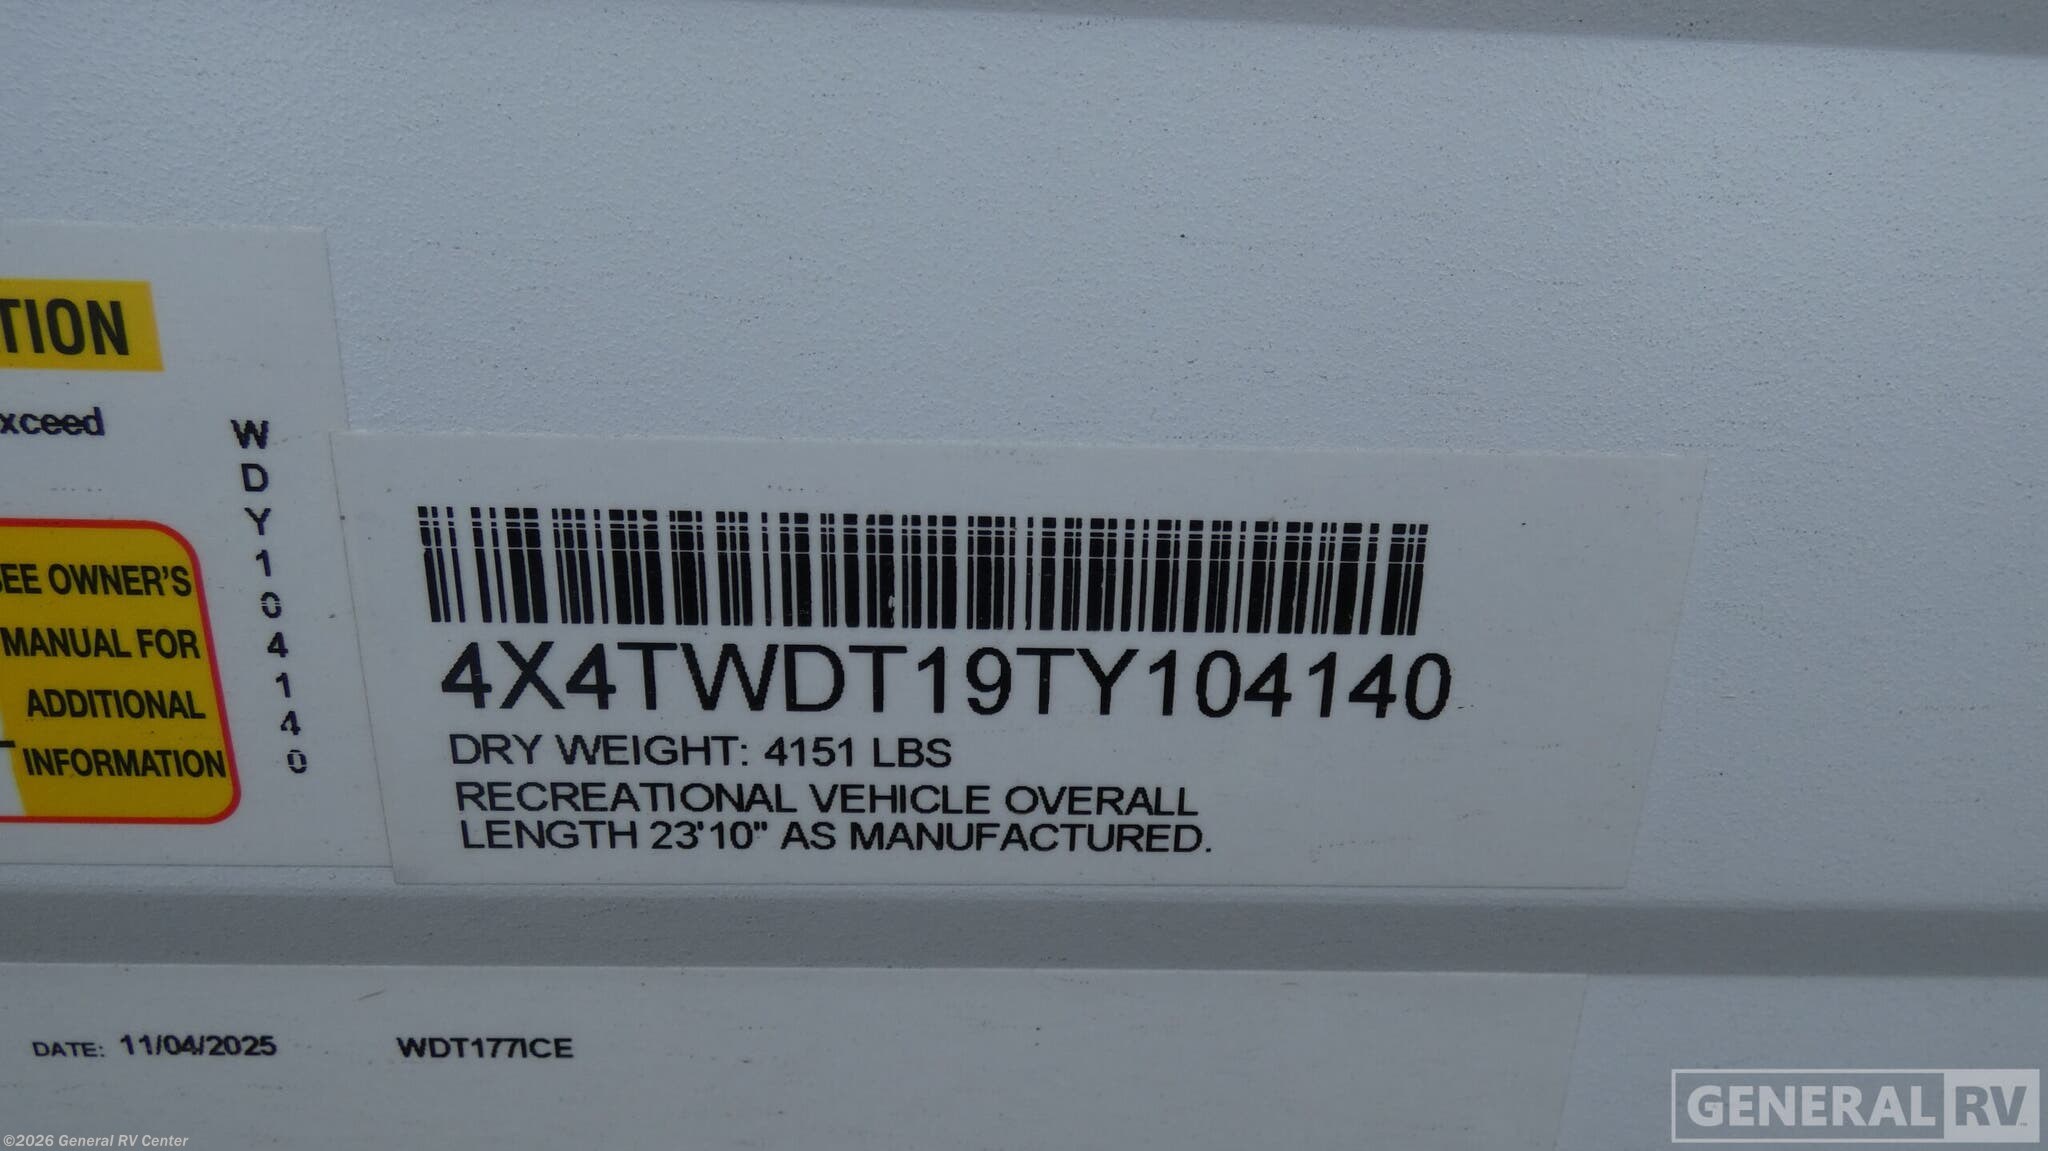 TION
xceed
WDY104140
EE OWNER'S
MANUAL FOR
ADDITIONAL
INFORMATION
4X4TWDT19TY104140
DRY WEIGHT: 4151 LBS
RECREATIONAL VEHICLE OVERALL
LENGTH 23'10" AS MANUFACTURED.
DATE: 11/04/2025 WDT177ICE
GENERAL RV
©2026 General RV Center